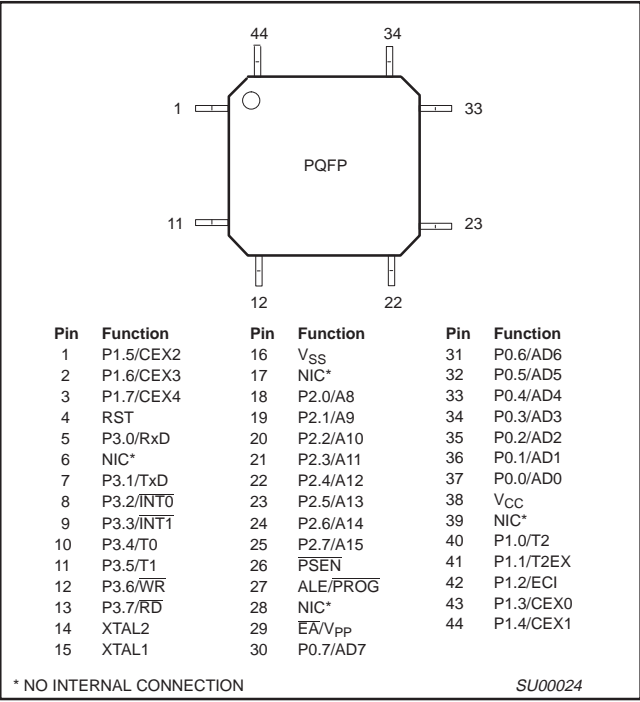 44 34
1 33
PQFP
11 23
12 22
Pin Function Pin Function Pin Function
1 P1.5/CEX2 16 VSS 31 P0.6/AD6
2 P1.6/CEX3 17 NIC* 32 P0.5/AD5
3 P1.7/CEX4 18 P2.0/A8 33 P0.4/AD4
4 RST 19 P2.1/A9 34 P0.3/AD3
5 P3.0/RxD 20 P2.2/A10 35 P0.2/AD2
6 NIC* 21 P2.3/A11 36 P0.1/AD1
7 P3.1/TxD 22 P2.4/A12 37 P0.0/AD0
8 P3.2/I̅N̅T̅0̅ 23 P2.5/A13 38 VCC
9 P3.3/I̅N̅T̅1̅ 24 P2.6/A14 39 NIC*
10 P3.4/T0 25 P2.7/A15 40 P1.0/T2
11 P3.5/T1 26 P̅S̅E̅N̅ 41 P1.1/T2EX
12 P3.6/W̅R̅ 27 ALE/P̅R̅O̅G̅ 42 P1.2/ECI
13 P3.7/R̅D̅ 28 NIC* 43 P1.3/CEX0
14 XTAL2 29 E̅A̅/VPP 44 P1.4/CEX1
15 XTAL1 30 P0.7/AD7
* NO INTERNAL CONNECTION SU00024